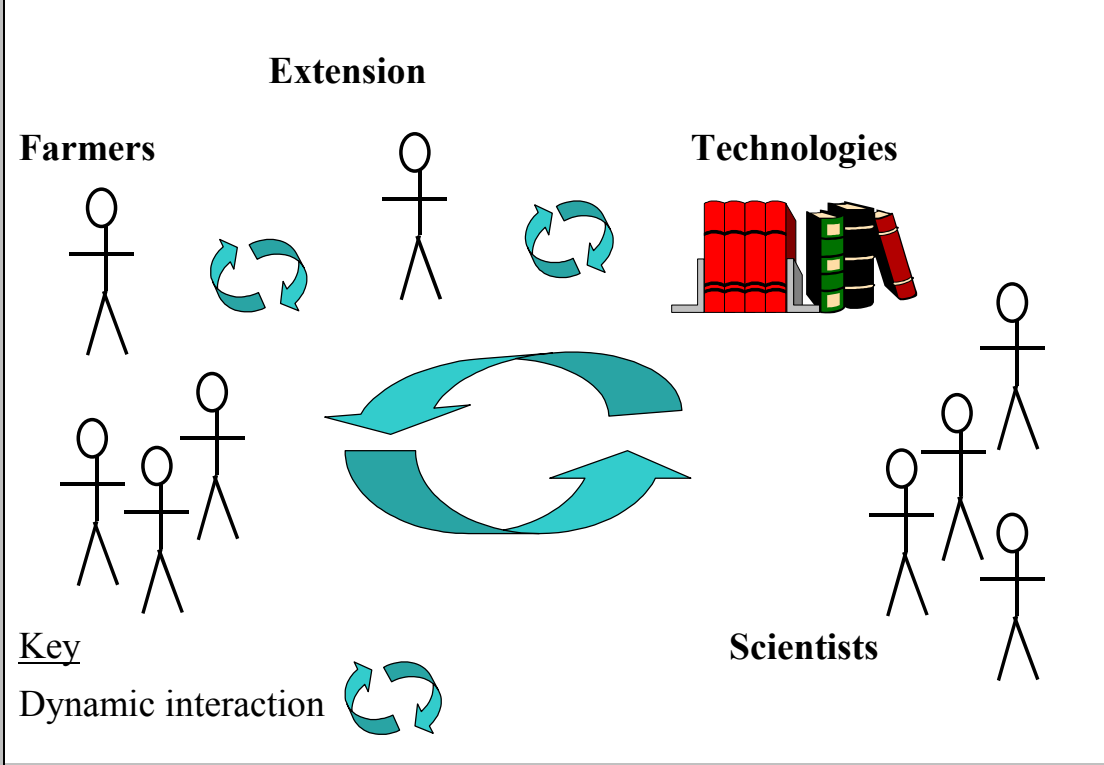 Extension
Farmers
Technologies
Scientists
Key
Dynamic interaction